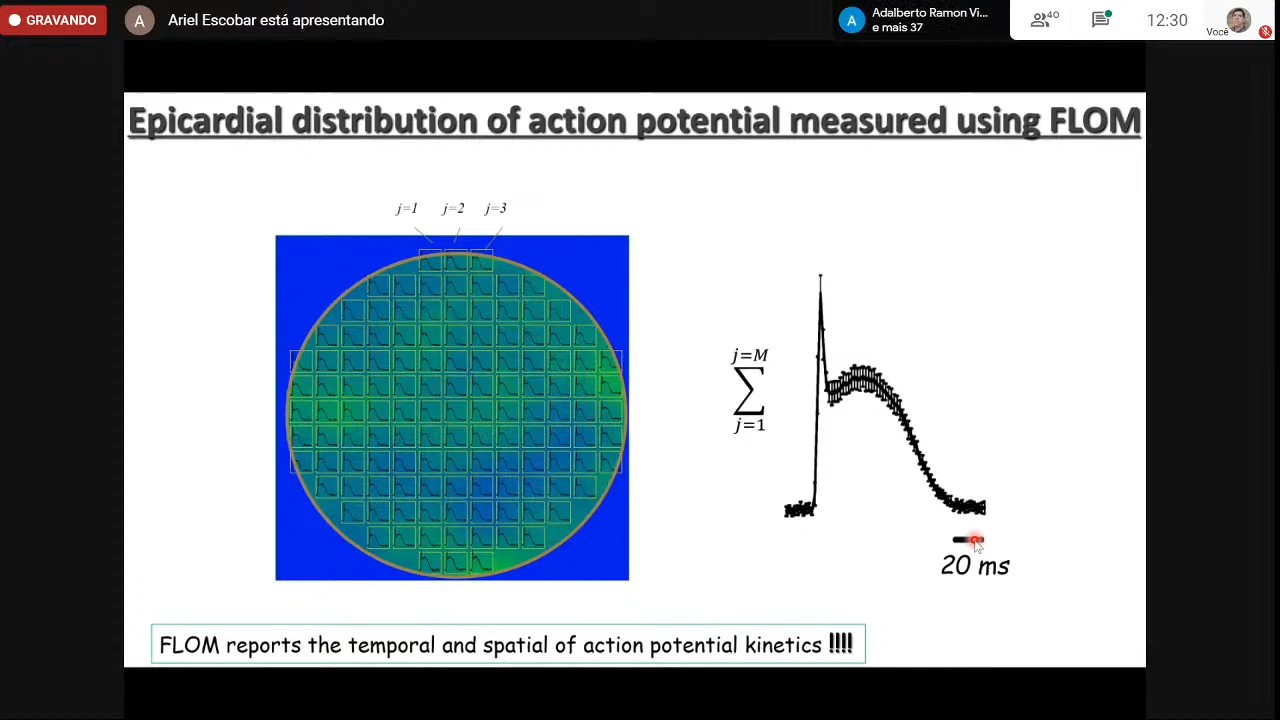 GRAVANDO
A
Ariel Escobar está apresentando
A
Adalberto Ramon Vi...
e mais 37
40
12:30
Você
Epicardial distribution of action potential measured using FLOM
j=1 j=2 j=3
j=M
∑
j=1
20 ms
FLOM reports the temporal and spatial of action potential kinetics !!!!